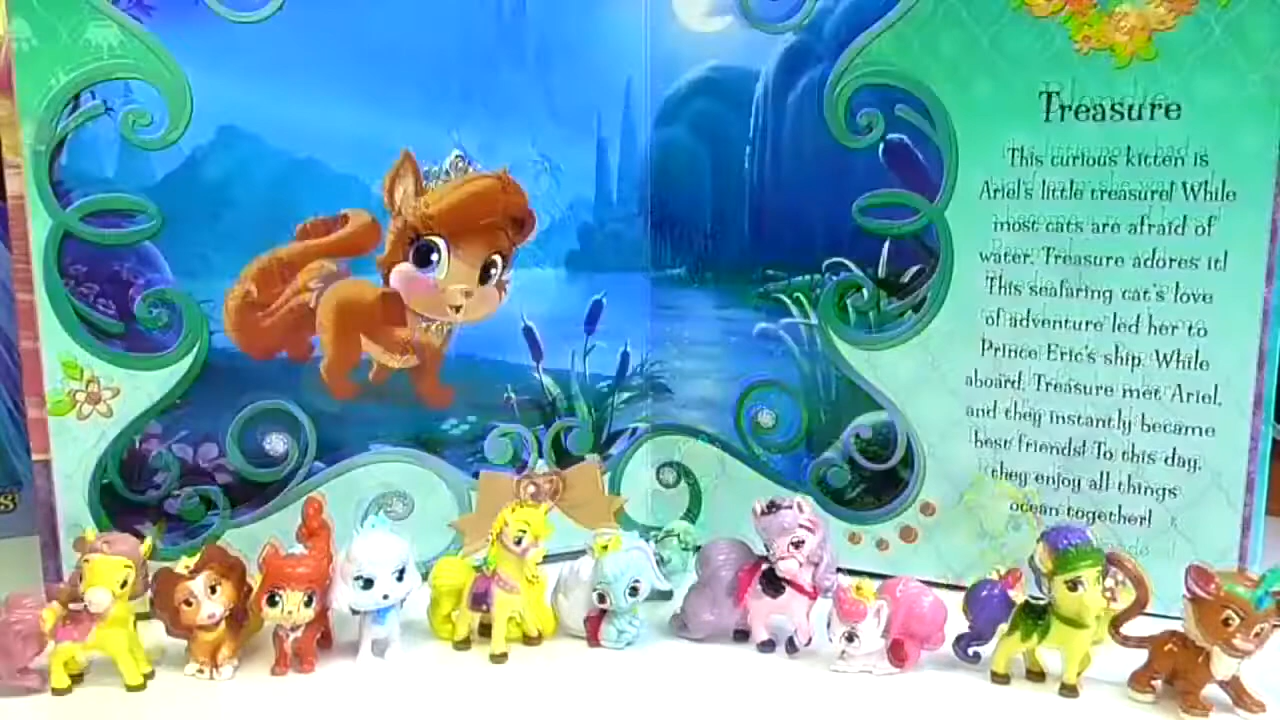 Treasure
This curious kitten is
Ariel's little treasure! While
most cats are afraid of
water, Treasure adores it!
This seafaring cat's love
of adventure led her to
Prince Eric's ship. While
aboard, Treasure met Ariel,
and they instantly became
best friends! To this day,
they enjoy all things
ocean together!